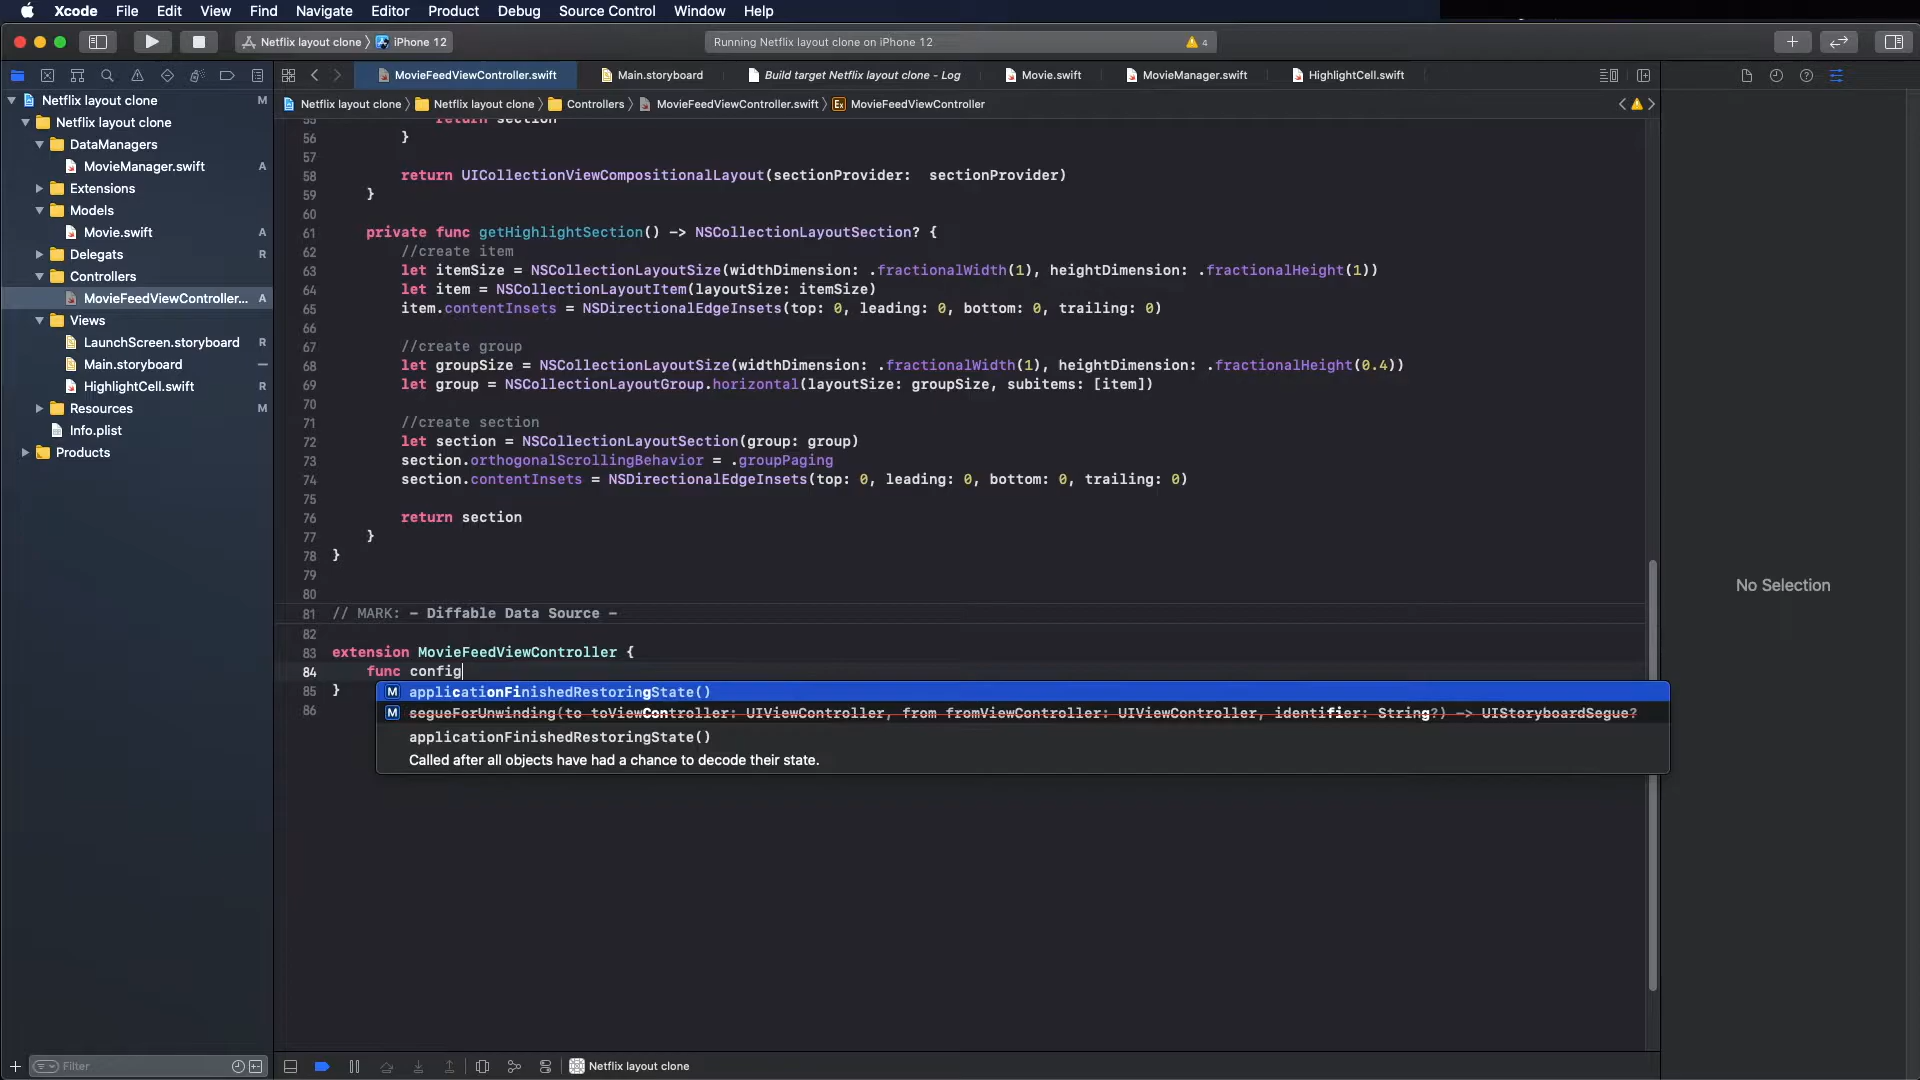 Xcode File Edit View Find Navigate Editor Product Debug Source Control Window Help
Netflix layout clone 〉 iPhone 12
Running Netflix layout clone on iPhone 12
4
MovieFeedViewController.swift
Main.storyboard
Build target Netflix layout clone - Log
Movie.swift
MovieManager.swift
HighlightCell.swift
Netflix layout clone 〉 Netflix layout clone 〉 Controllers 〉 MovieFeedViewController.swift 〉 Ex MovieFeedViewController
Netflix layout clone M
Netflix layout clone
DataManagers
MovieManager.swift A
Extensions
Models
Movie.swift A
Delegats R
Controllers
MovieFeedViewController... A
Views
LaunchScreen.storyboard R
Main.storyboard —
HighlightCell.swift R
Resources M
Info.plist
Products
55 return section
56 }
57
58 return UICollectionViewCompositionalLayout(sectionProvider:  sectionProvider)
59 }
60
61 private func getHighlightSection() -> NSCollectionLayoutSection? {
62 //create item
63 let itemSize = NSCollectionLayoutSize(widthDimension: .fractionalWidth(1), heightDimension: .fractionalHeight(1))
64 let item = NSCollectionLayoutItem(layoutSize: itemSize)
65 item.contentInsets = NSDirectionalEdgeInsets(top: 0, leading: 0, bottom: 0, trailing: 0)
66
67 //create group
68 let groupSize = NSCollectionLayoutSize(widthDimension: .fractionalWidth(1), heightDimension: .fractionalHeight(0.4))
69 let group = NSCollectionLayoutGroup.horizontal(layoutSize: groupSize, subitems: [item])
70
71 //create section
72 let section = NSCollectionLayoutSection(group: group)
73 section.orthogonalScrollingBehavior = .groupPaging
74 section.contentInsets = NSDirectionalEdgeInsets(top: 0, leading: 0, bottom: 0, trailing: 0)
75
76 return section
77 }
78 }
79
80
81 // MARK: - Diffable Data Source -
82
83 extension MovieFeedViewController {
84 func config
85 }
86
M applicationFinishedRestoringState()
M segueForUnwinding(to toViewController: UIViewController, from fromViewController: UIViewController, identifier: String?) -> UIStoryboardSegue?
applicationFinishedRestoringState()
Called after all objects have had a chance to decode their state.
No Selection
Filter
Netflix layout clone